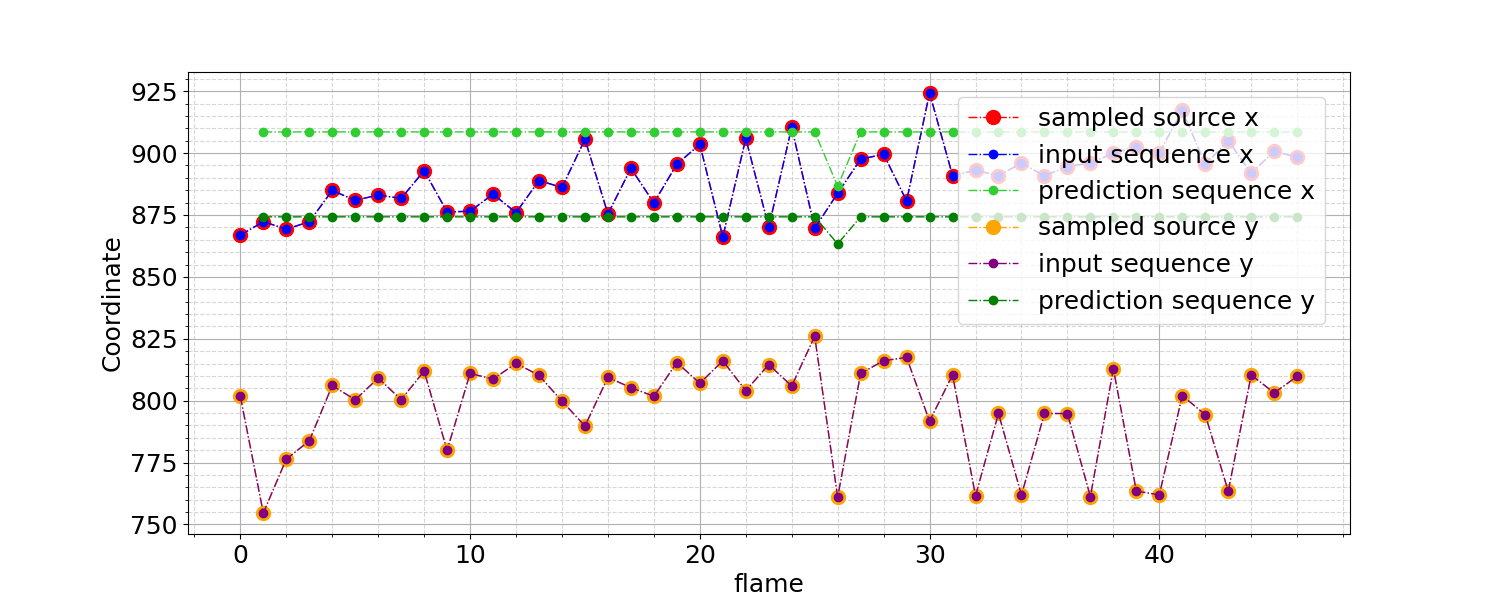 925
900
875
850
825
800
775
750
Coordinate
0 10 20 30 40
flame
sampled source x
input sequence x
prediction sequence x
sampled source y
input sequence y
prediction sequence y